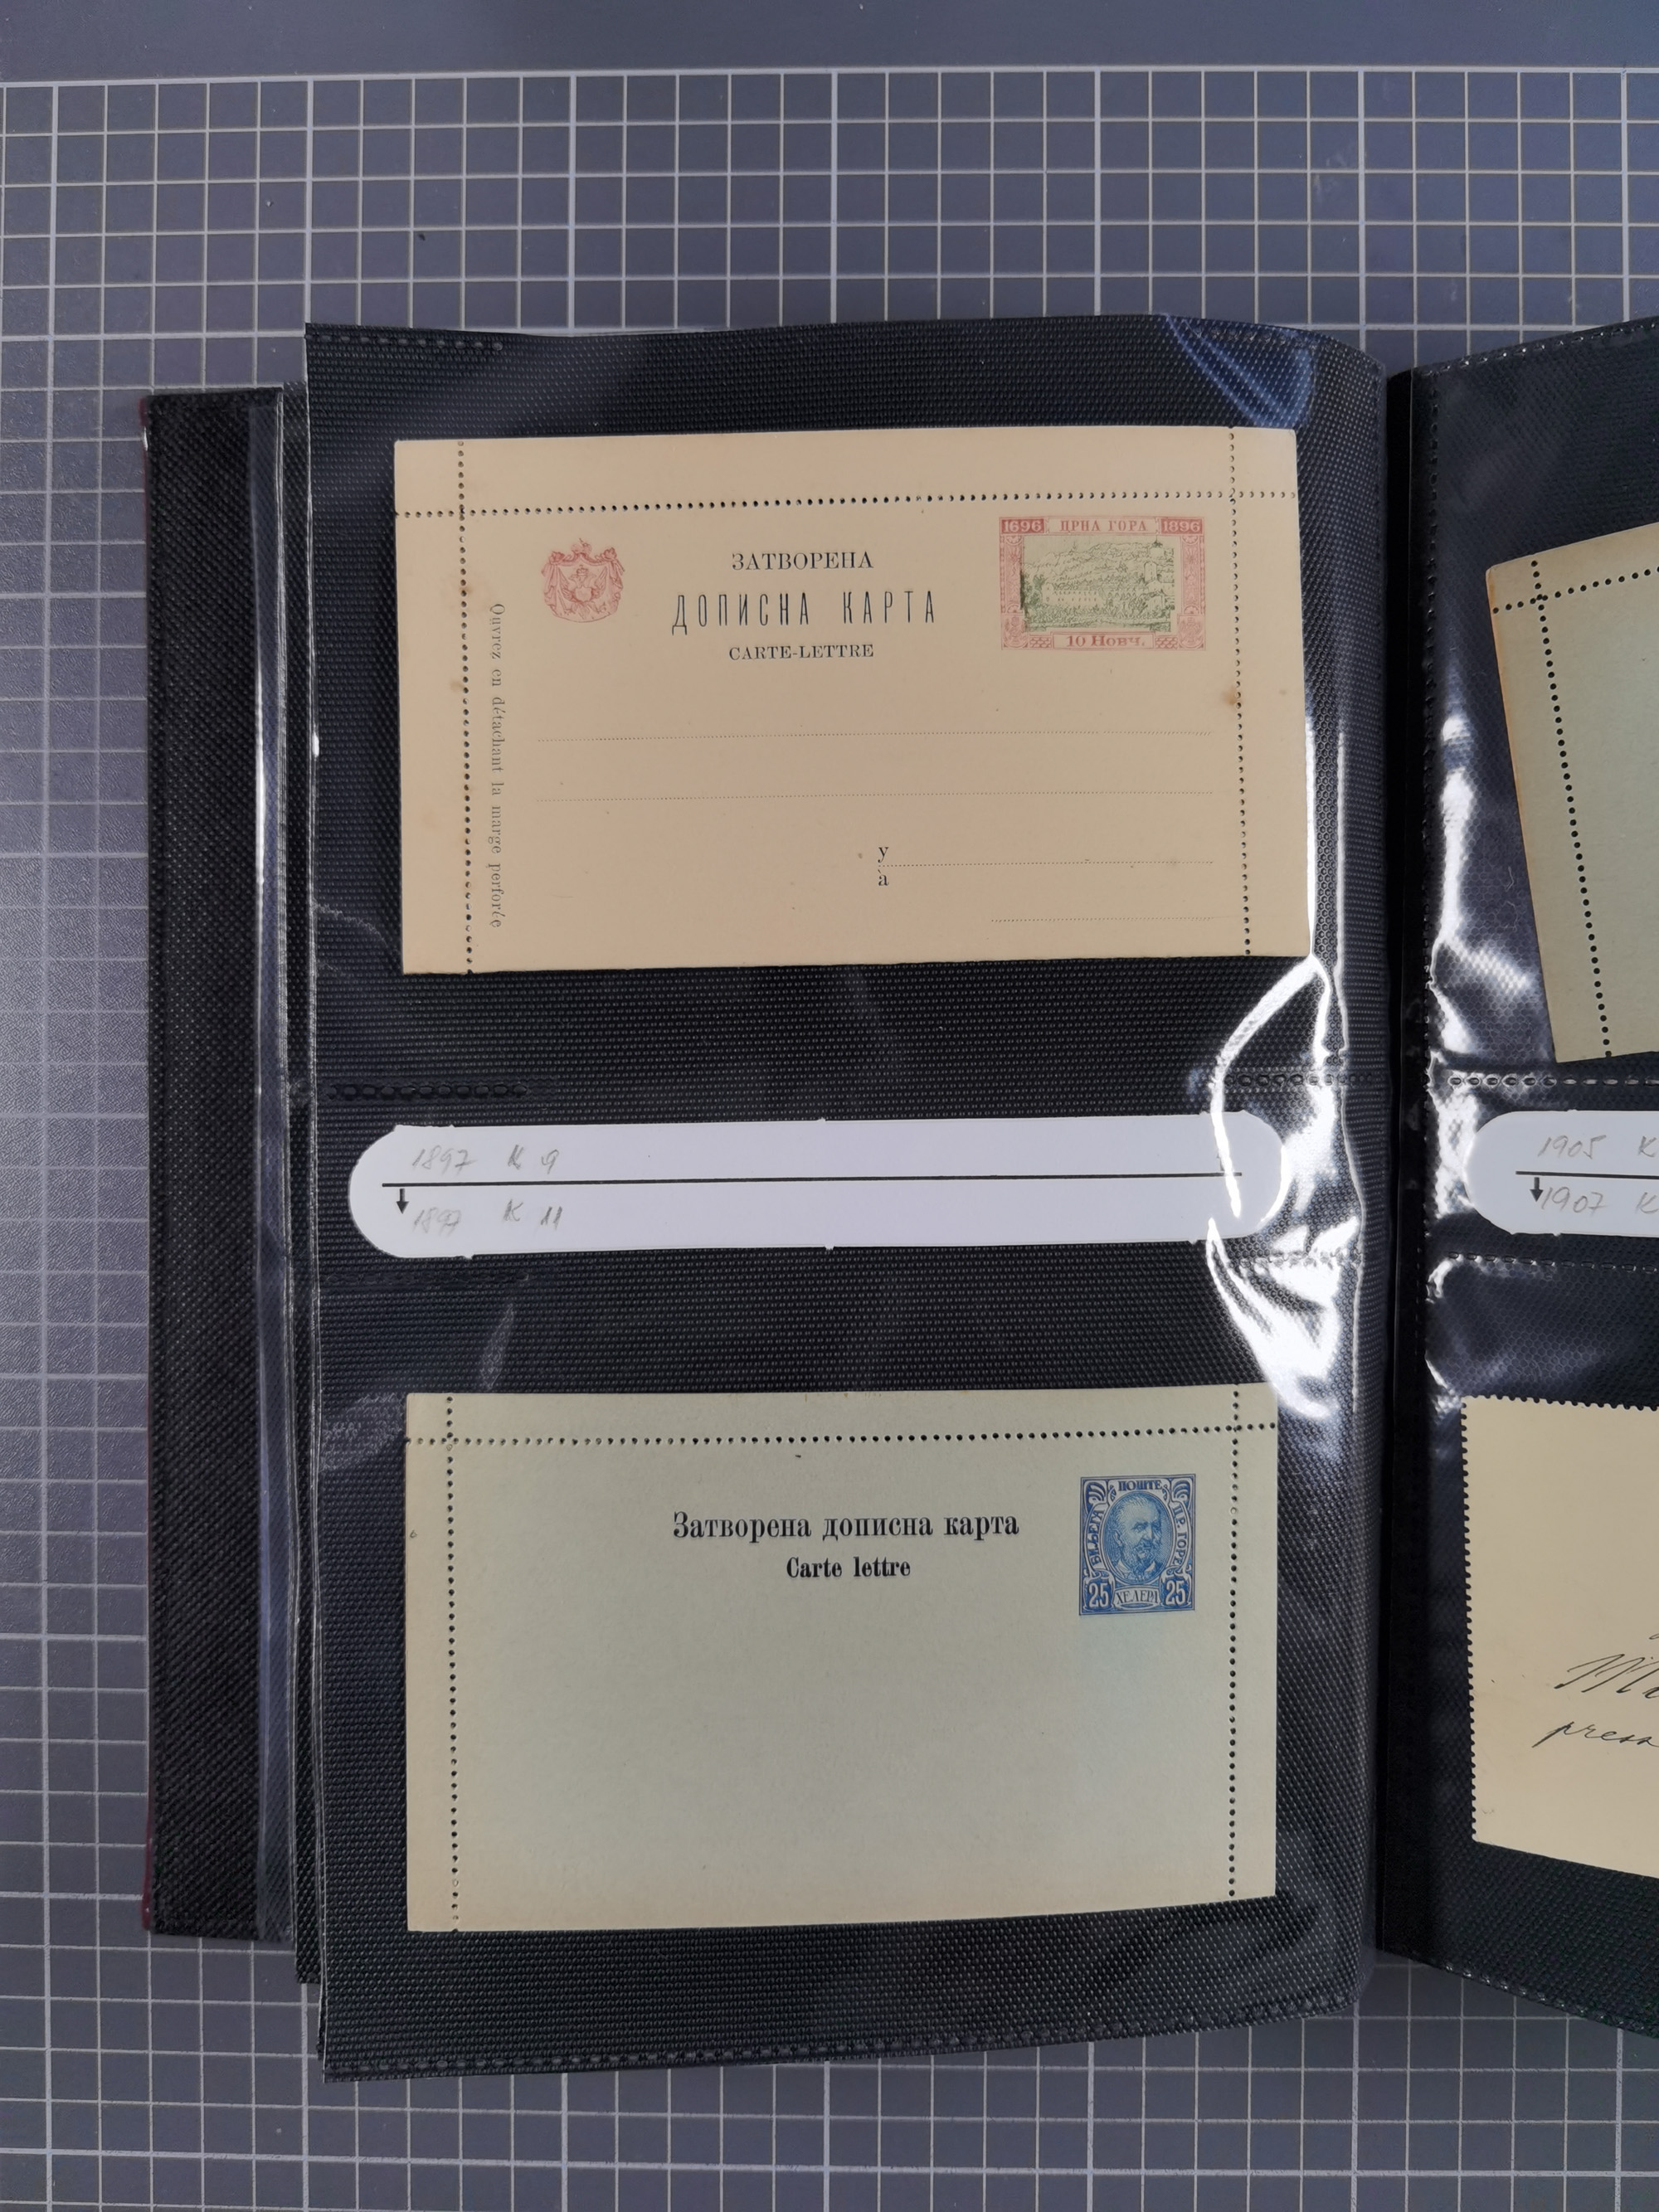 1696 ЦРНА ГОРА 1896
10 Новч.
ЗАТВОРЕНА
ДОПИСНА КАРТА
CARTE-LETTRE
Ouvrez en détachant la marge perforée
у
à
1897 K 9
K 11
1905 K
1907 K
ПОШТЕ
ЦР. ГОРЕ
25 ХЕЛЕРА 25
Затворена дописна карта
Carte lettre